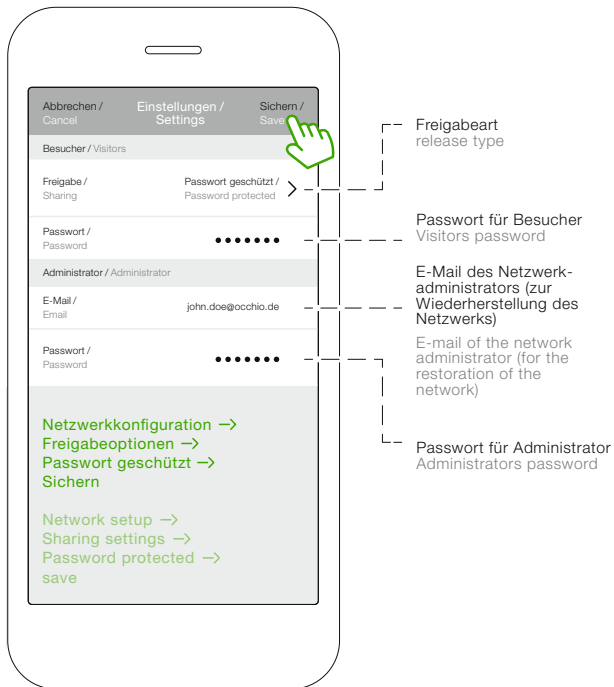 Abbrechen /
Cancel
Einstellungen /
Settings
Sichern /
Save
Besucher / Visitors
Freigabe /
Sharing
Passwort geschützt /
Password protected
Passwort /
Password
•••••••
Administrator / Administrator
E-Mail /
Email
john.doe@occhio.de
Passwort /
Password
•••••••
Netzwerkkonfiguration →
Freigabeoptionen →
Passwort geschützt →
Sichern
Network setup →
Sharing settings →
Password protected →
save
Freigabeart
release type
Passwort für Besucher
Visitors password
E-Mail des Netzwerk-
administrators (zur
Wiederherstellung des
Netzwerks)
E-mail of the network
administrator (for the
restoration of the
network)
Passwort für Administrator
Administrators password